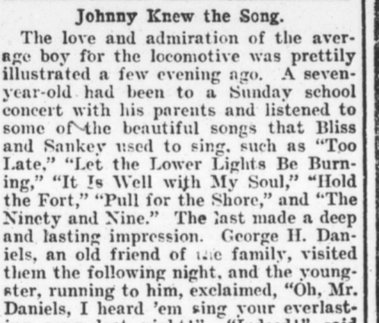 Johnny Knew the Song.
The love and admiration of the aver-
age boy for the locomotive was prettily
illustrated a few evening ago. A seven-
year-old had been to a Sunday school
concert with his parents and listened to
some of the beautiful songs that Bliss
and Sankey used to sing, such as "Too
Late," "Let the Lower Lights Be Burn-
ing," "It Is Well with My Soul," "Hold
the Fort," "Pull for the Shore," and "The
Ninety and Nine." The last made a deep
and lasting impression. George H. Dan-
iels, an old friend of the family, visited
them the following night, and the young-
ster, running to him, exclaimed, "Oh, Mr.
Daniels, I heard 'em sing your everlast-